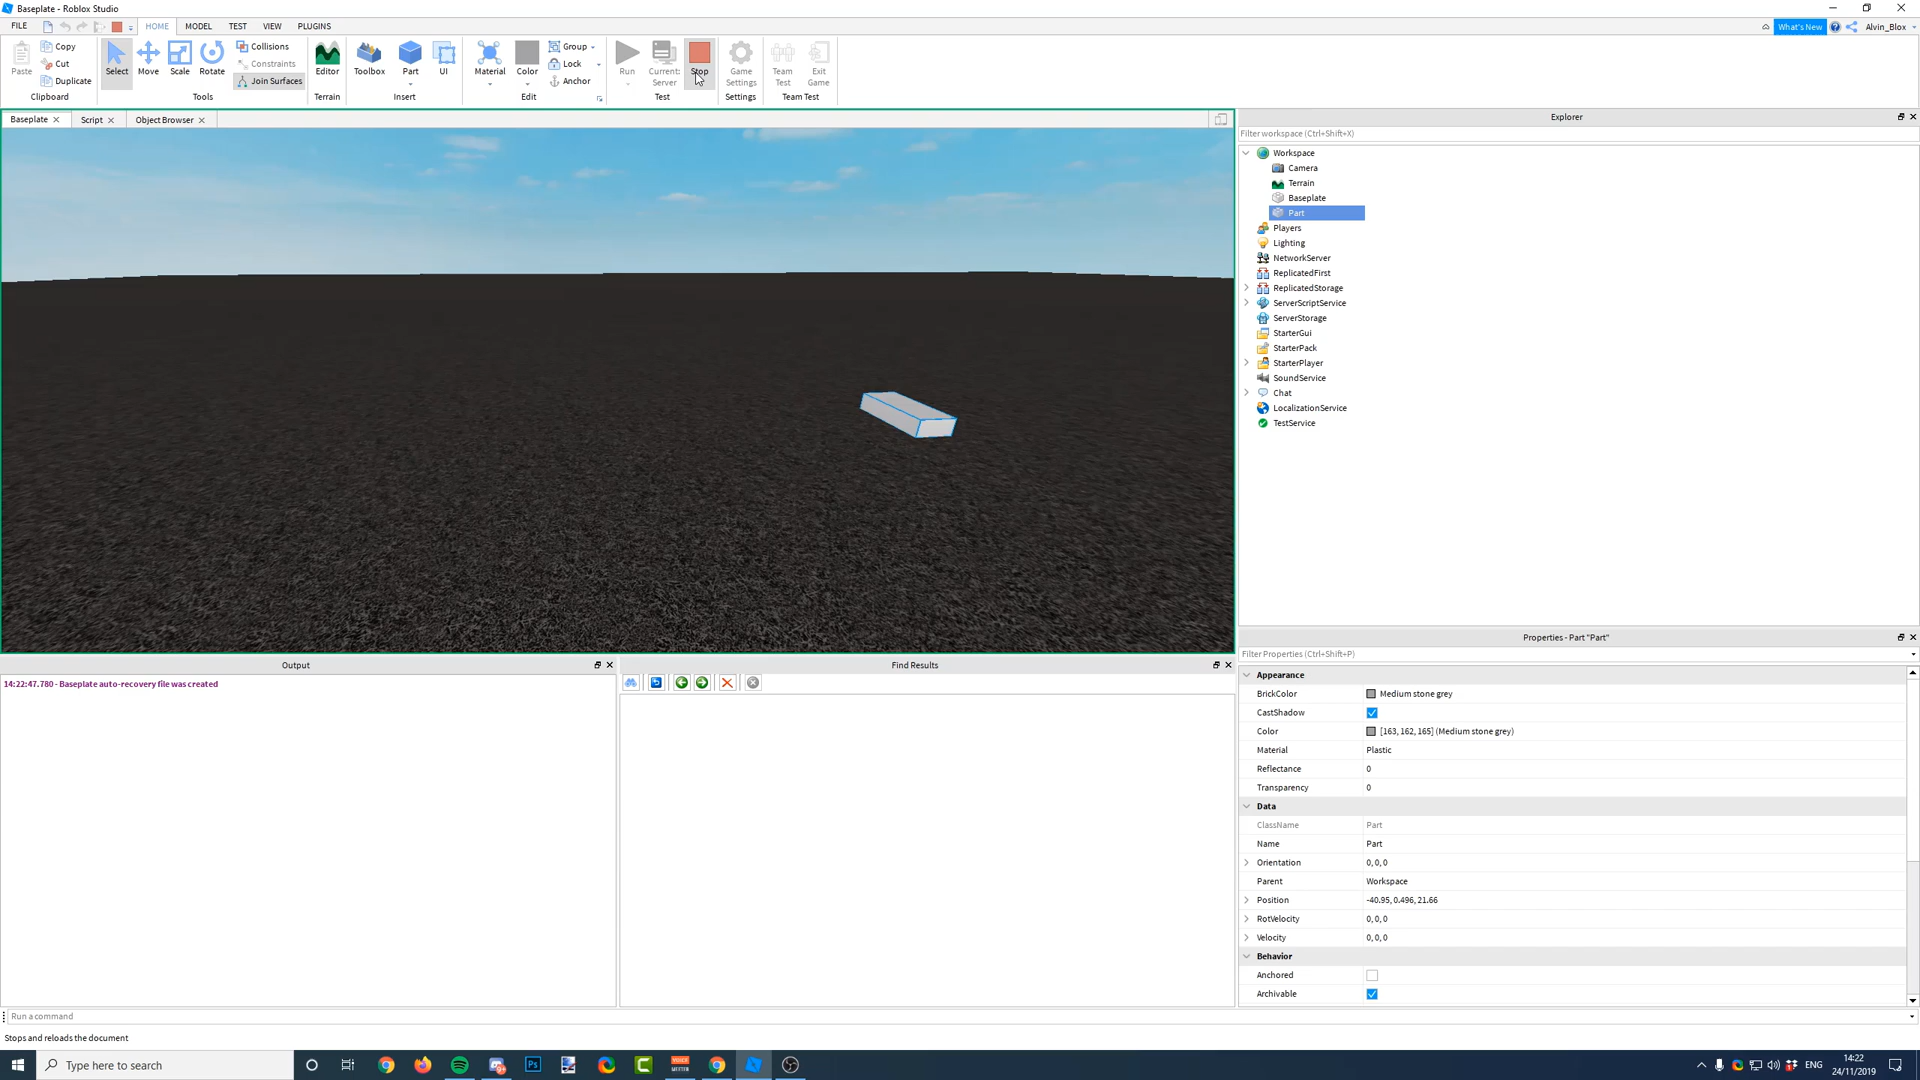 Baseplate - Roblox Studio
FILE HOME MODEL TEST VIEW PLUGINS What's New Alvin_Blox
Paste Copy Cut Duplicate Clipboard
Select Move Scale Rotate Collisions Constraints Join Surfaces Tools
Editor Terrain
Toolbox Part UI Insert
Material Color Group Lock Anchor Edit
Run Current: Server Stop Test
Game Settings Settings
Team Test Exit Game Team Test
Baseplate Script Object Browser
Explorer
Filter workspace (Ctrl+Shift+X)
Workspace
Camera
Terrain
Baseplate
Part
Players
Lighting
NetworkServer
ReplicatedFirst
ReplicatedStorage
ServerScriptService
ServerStorage
StarterGui
StarterPack
StarterPlayer
SoundService
Chat
LocalizationService
TestService
Properties - Part "Part"
Filter Properties (Ctrl+Shift+P)
Appearance
BrickColor Medium stone grey
CastShadow
Color [163, 162, 165] (Medium stone grey)
Material Plastic
Reflectance 0
Transparency 0
Data
ClassName Part
Name Part
Orientation 0, 0, 0
Parent Workspace
Position -40.95, 0.496, 21.66
RotVelocity 0, 0, 0
Velocity 0, 0, 0
Behavior
Anchored
Archivable
Output
14:22:47.780 - Baseplate auto-recovery file was created
Find Results
Run a command
Stops and reloads the document
Type here to search
Ps
VOICE MEETER
ENG
14:22
24/11/2019